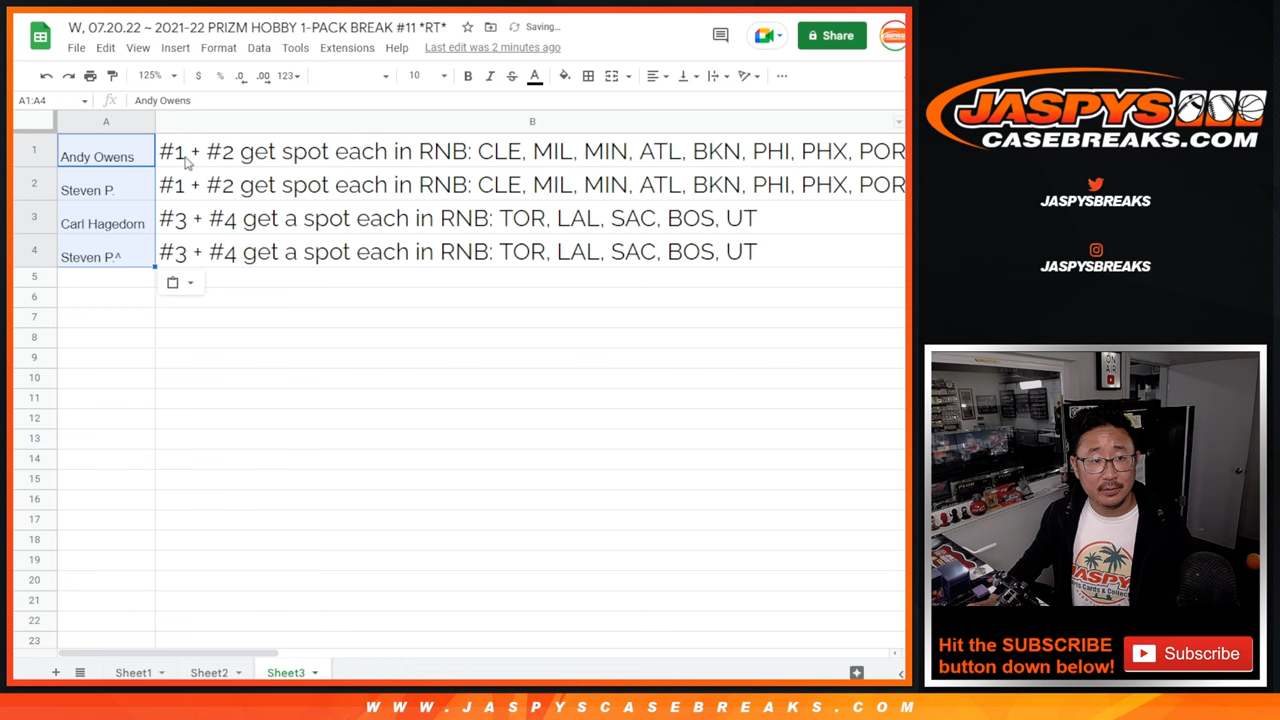 W, 07.20.22 ~ 2021-22 PRIZM HOBBY 1-PACK BREAK #11 *RT*
Saving...
File Edit View Insert Format Data Tools Extensions Help Last edit was 2 minutes ago
Share
125% $ % .0 .00 123 10 B I S A
A1:A4 fx Andy Owens
A B
1 Andy Owens #1 + #2 get spot each in RNB: CLE, MIL, MIN, ATL, BKN, PHI, PHX, POR
2 Steven P. #1 + #2 get spot each in RNB: CLE, MIL, MIN, ATL, BKN, PHI, PHX, POR
3 Carl Hagedorn #3 + #4 get a spot each in RNB: TOR, LAL, SAC, BOS, UT
4 Steven P.^ #3 + #4 get a spot each in RNB: TOR, LAL, SAC, BOS, UT
5
6
7
8
9
10
11
12
13
14
15
16
17
18
19
20
21
22
23
Sheet1 Sheet2 Sheet3
JASPYS
CASEBREAKS.COM
JASPYSBREAKS
JASPYSBREAKS
ON AIR
JASPYS
Hit the SUBSCRIBE
button down below!
Subscribe
WWW.JASPYSCASEBREAKS.COM